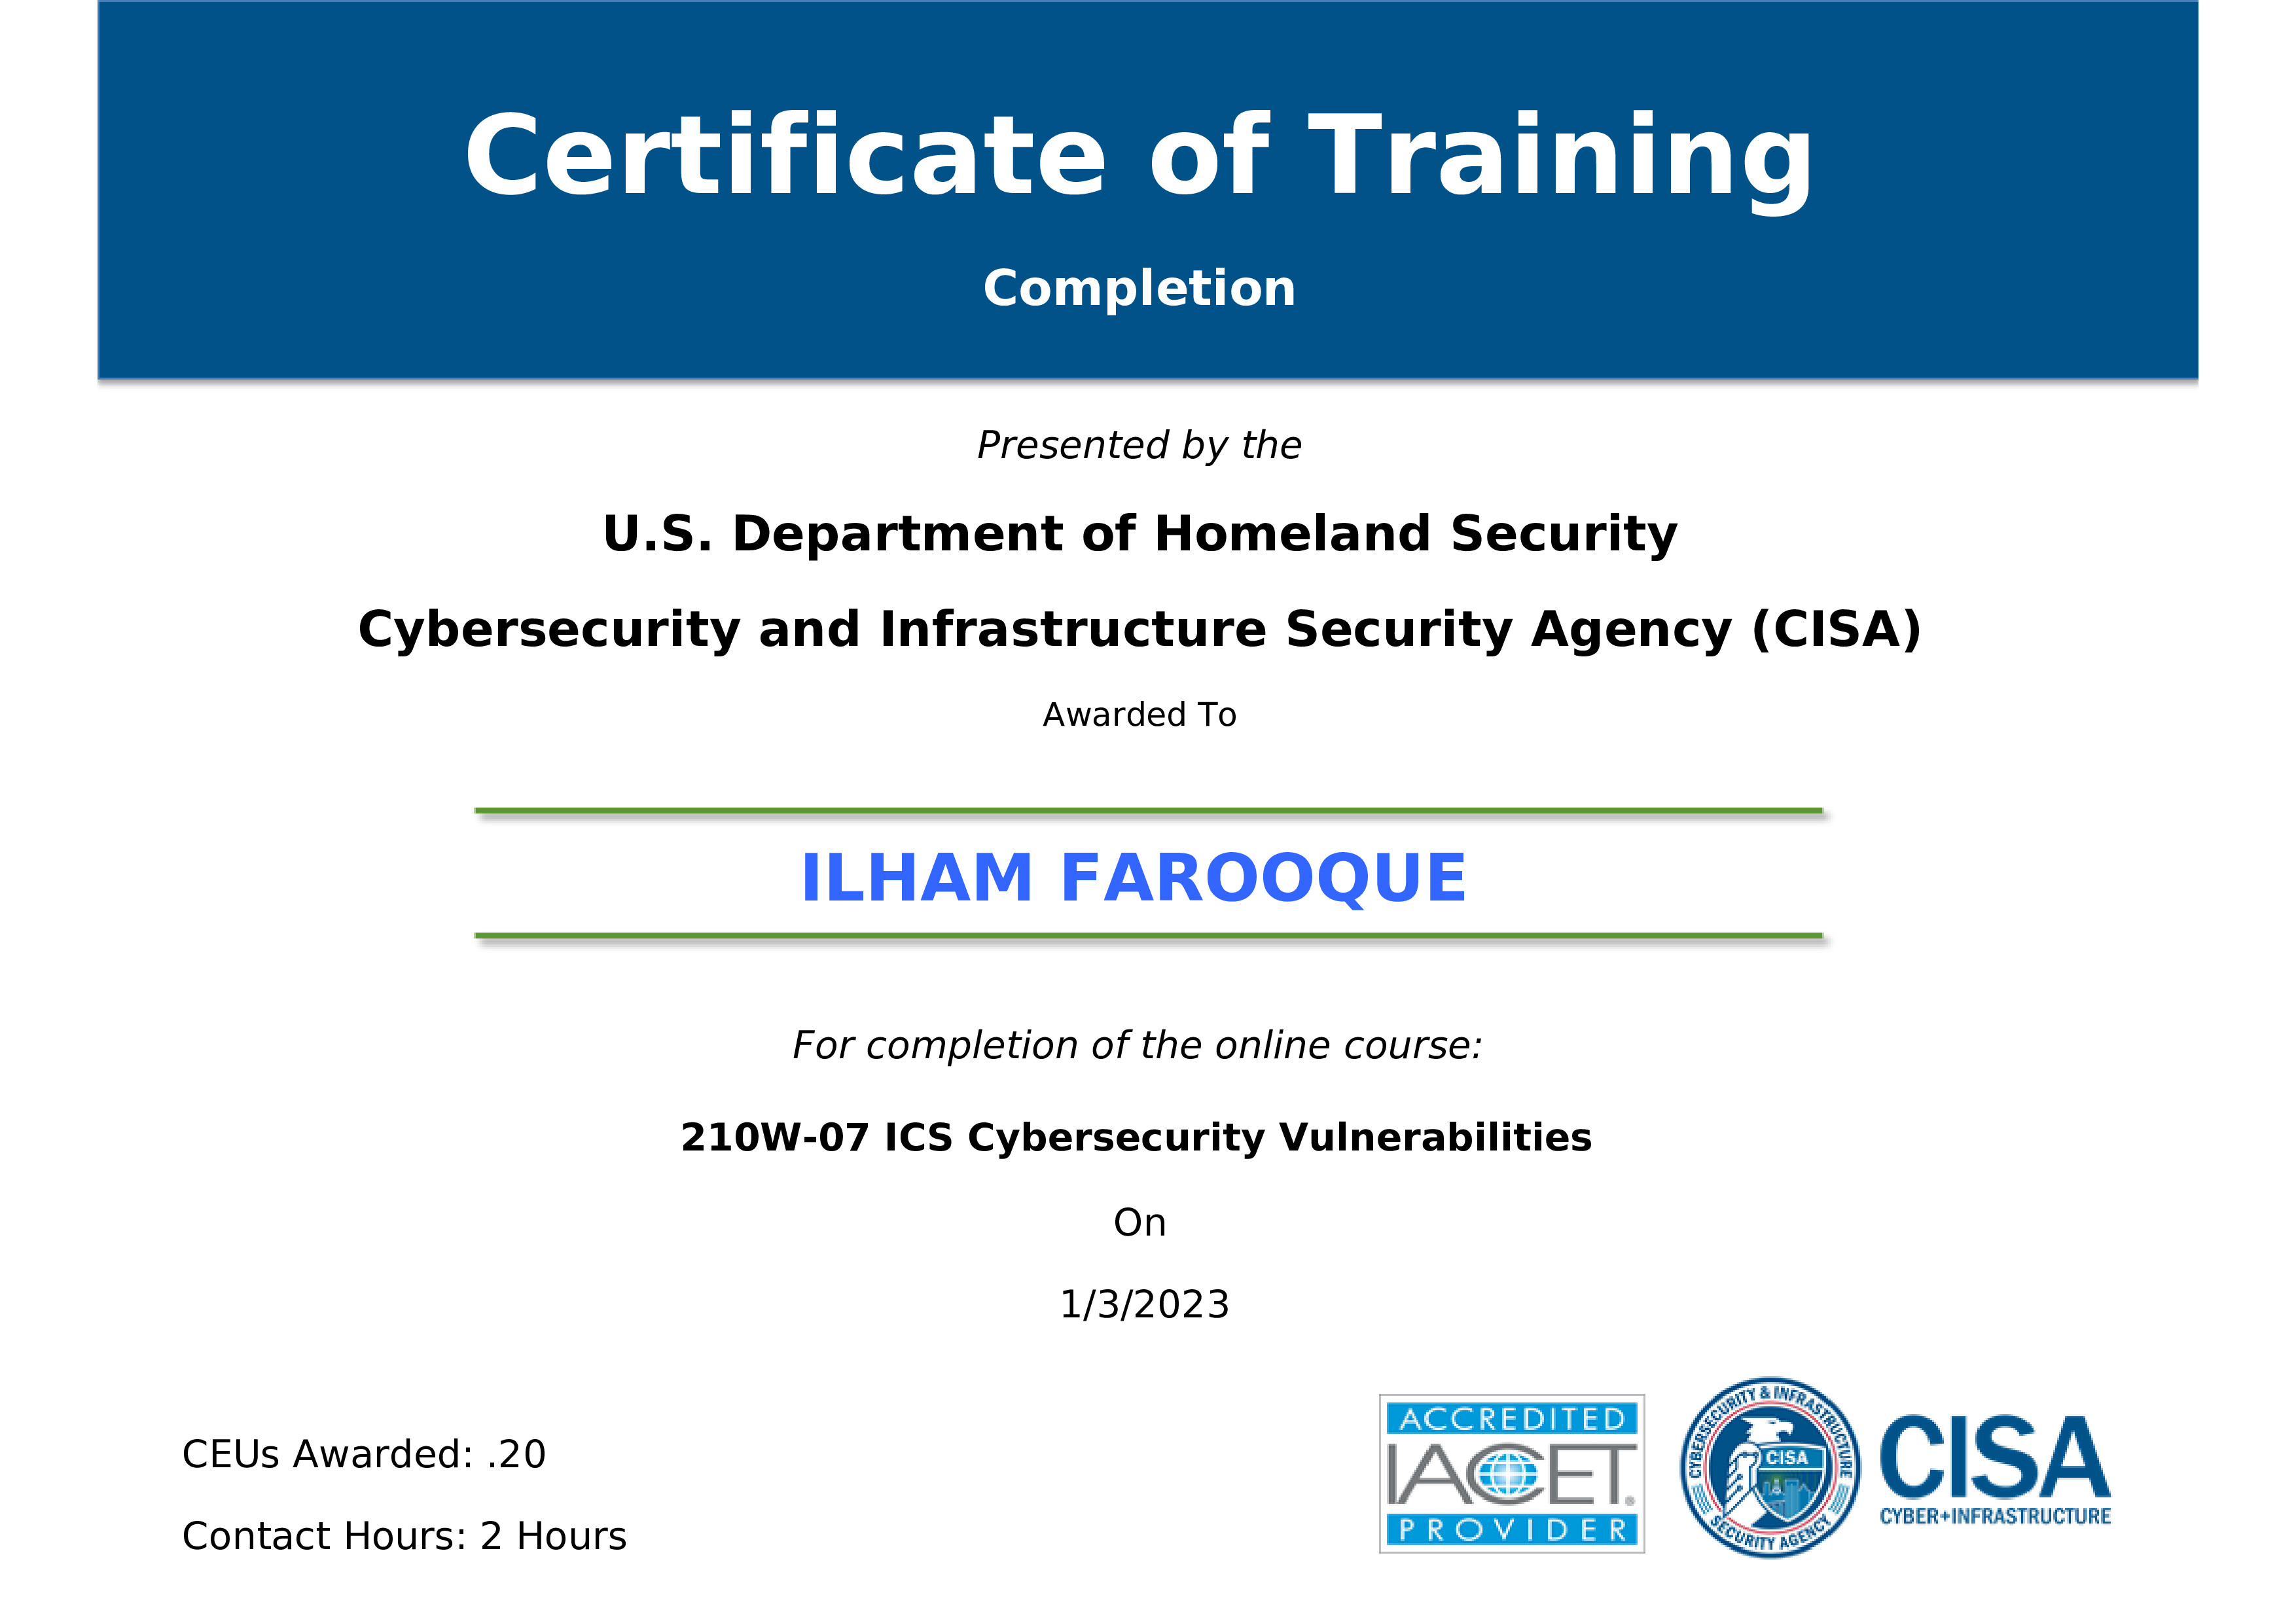 Certificate of Training
Completion
Presented by the
U.S. Department of Homeland Security
Cybersecurity and Infrastructure Security Agency (CISA)
Awarded To
ILHAM FAROOQUE
For completion of the online course:
210W-07 ICS Cybersecurity Vulnerabilities
On
1/3/2023
CEUs Awarded: .20
Contact Hours: 2 Hours
ACCREDITED
IACET®
PROVIDER
CYBERSECURITY & INFRASTRUCTURE
CISA
SECURITY AGENCY
CISA
CYBER+INFRASTRUCTURE